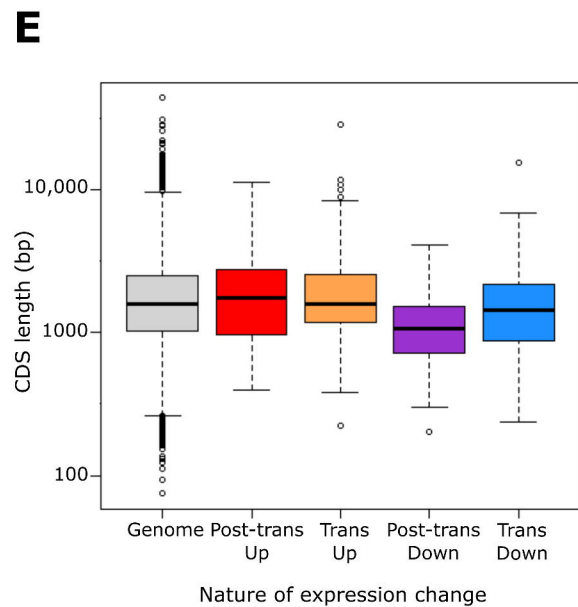 E
CDS length (bp)
10,000
1000
100
Genome Post-trans Trans Post-trans Trans
Up Up Down Down
Nature of expression change